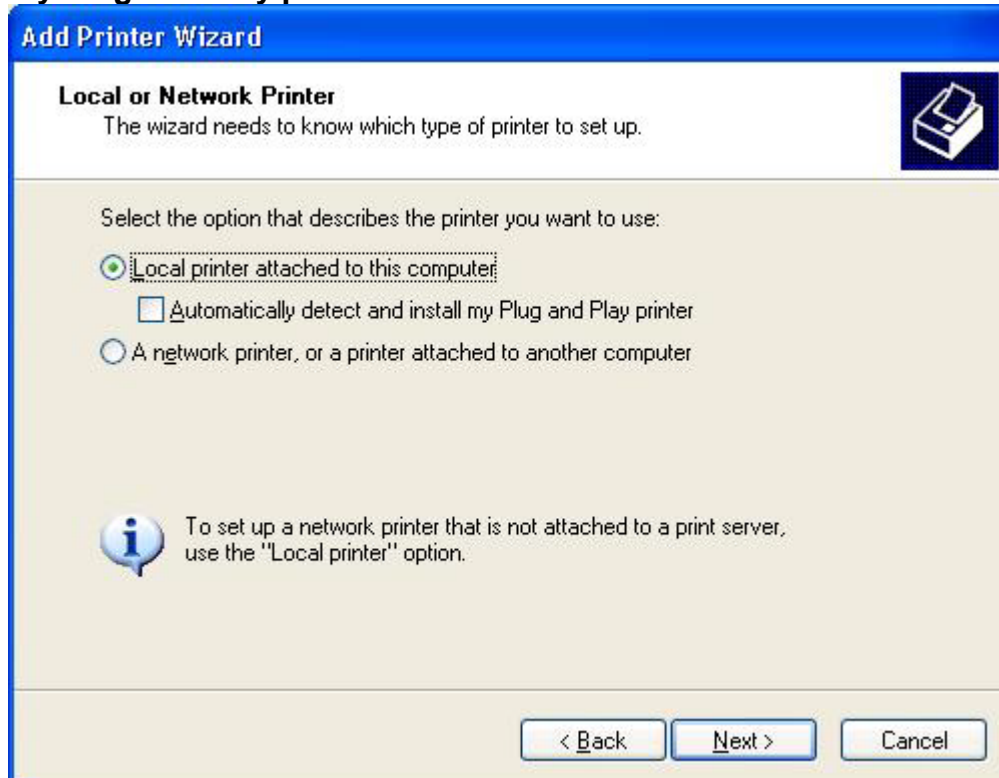 Add Printer Wizard
Local or Network Printer
The wizard needs to know which type of printer to set up.
Select the option that describes the printer you want to use:
Local printer attached to this computer
Automatically detect and install my Plug and Play printer
A network printer, or a printer attached to another computer
To set up a network printer that is not attached to a print server,
use the "Local printer" option.
< Back Next > Cancel